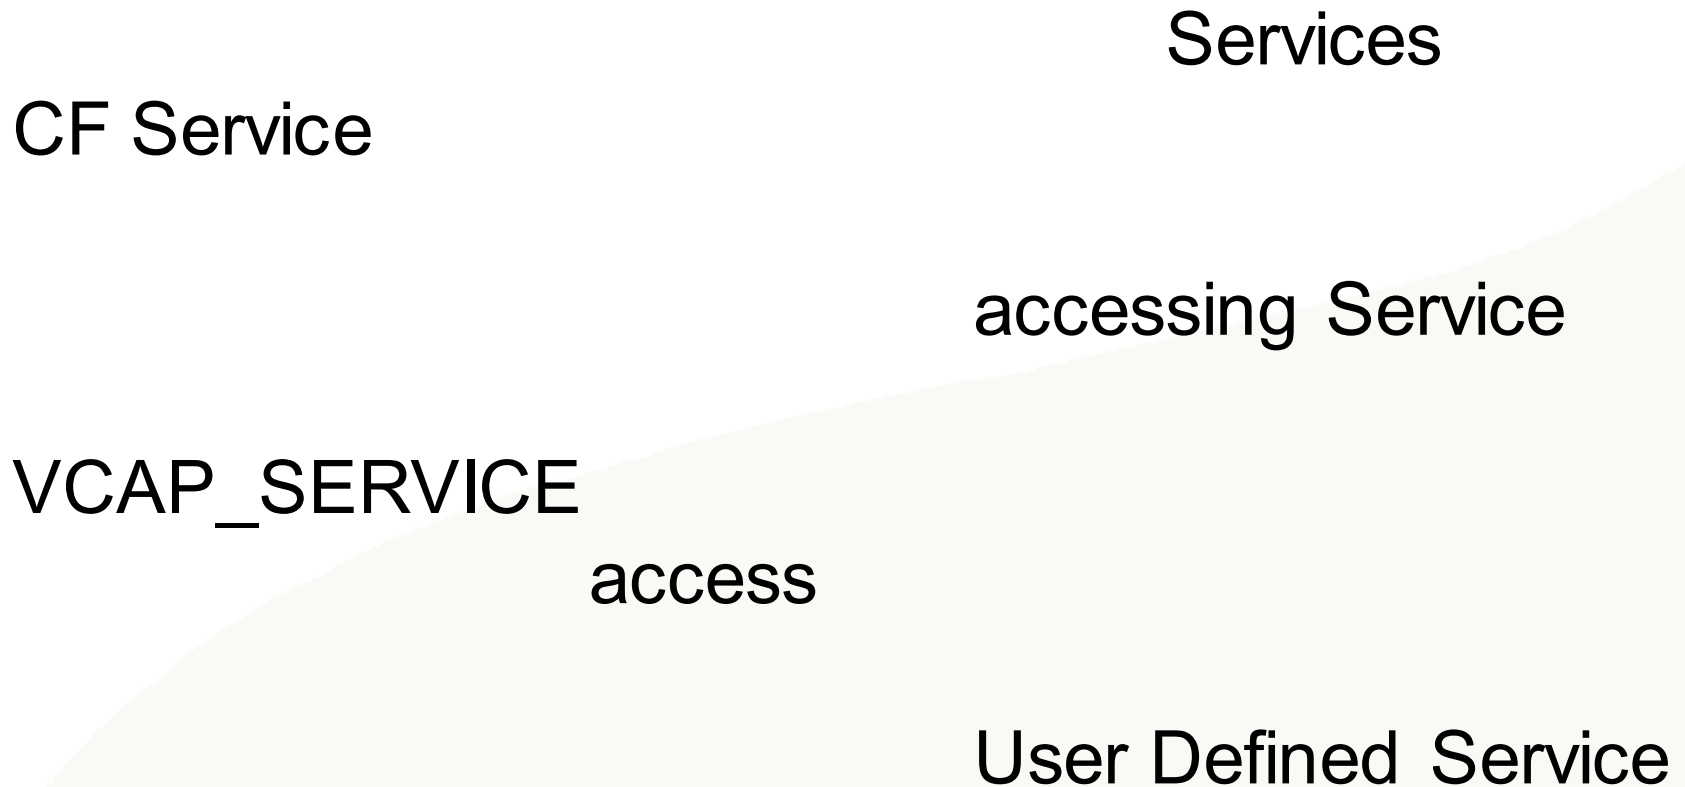 Services
CF Service
accessing Service
VCAP_SERVICE
access
User Defined Service